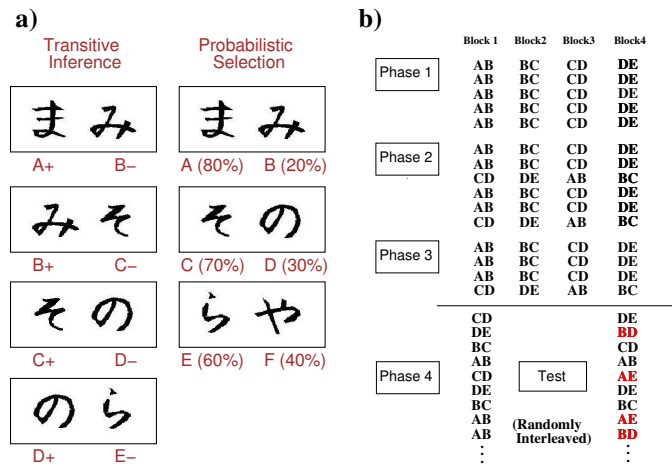 a)
Transitive Inference
Probabilistic Selection
ま み
A+ B−
み そ
B+ C−
そ の
C+ D−
の ら
D+ E−
ま み
A (80%) B (20%)
そ の
C (70%) D (30%)
ら や
E (60%) F (40%)
b)
Block 1 Block2 Block3 Block4
Phase 1
AB BC CD DE
AB BC CD DE
AB BC CD DE
AB BC CD DE
AB BC CD DE
Phase 2
AB BC CD DE
AB BC CD DE
CD DE AB BC
AB BC CD DE
AB BC CD DE
CD DE AB BC
Phase 3
AB BC CD DE
AB BC CD DE
AB BC CD DE
CD DE AB BC
Phase 4
CD DE
DE BD
BC CD
AB AB
CD AE
DE DE
BC BC
AB AE
AB BD
Test
(Randomly Interleaved)